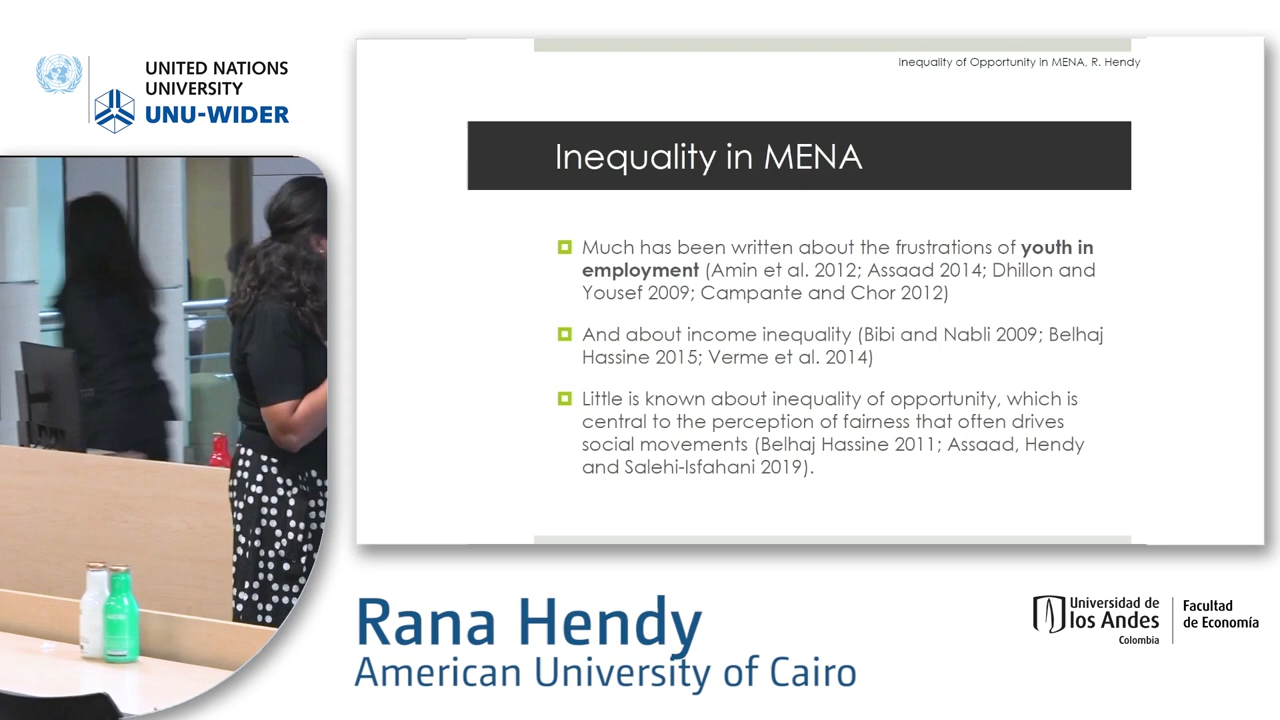 UNITED NATIONS
UNIVERSITY
UNU-WIDER
Inequality of Opportunity in MENA, R. Hendy
Inequality in MENA
Much has been written about the frustrations of youth in
employment (Amin et al. 2012; Assaad 2014; Dhillon and
Yousef 2009; Campante and Chor 2012)
And about income inequality (Bibi and Nabli 2009; Belhaj
Hassine 2015; Verme et al. 2014)
Little is known about inequality of opportunity, which is
central to the perception of fairness that often drives
social movements (Belhaj Hassine 2011; Assaad, Hendy
and Salehi-Isfahani 2019).
Rana Hendy
American University of Cairo
Universidad de
los Andes
Colombia
Facultad
de Economía